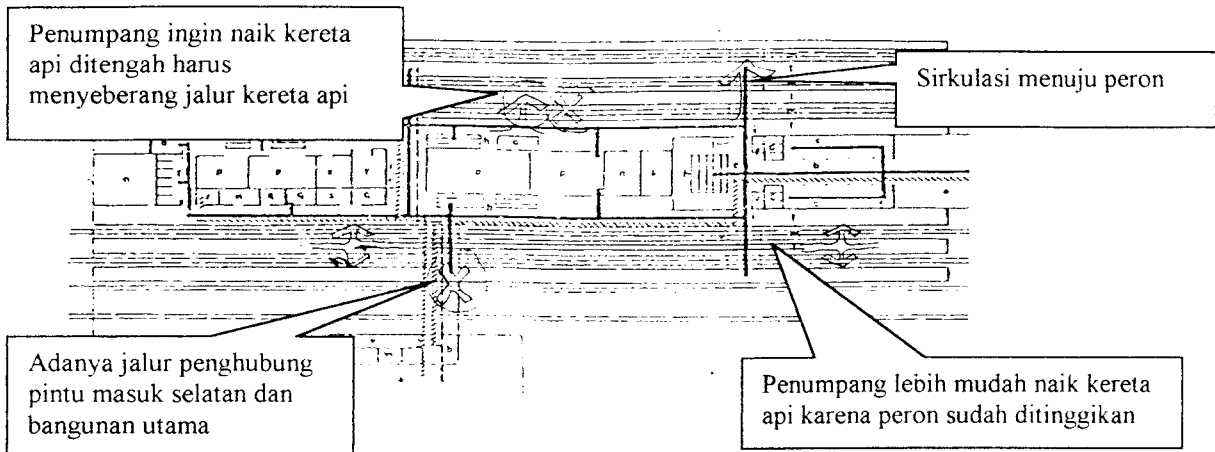 Penumpang ingin naik kereta
api ditengah harus
menyeberang jalur kereta api
Sirkulasi menuju peron
Adanya jalur penghubung
pintu masuk selatan dan
bangunan utama
Penumpang lebih mudah naik kereta
api karena peron sudah ditinggikan